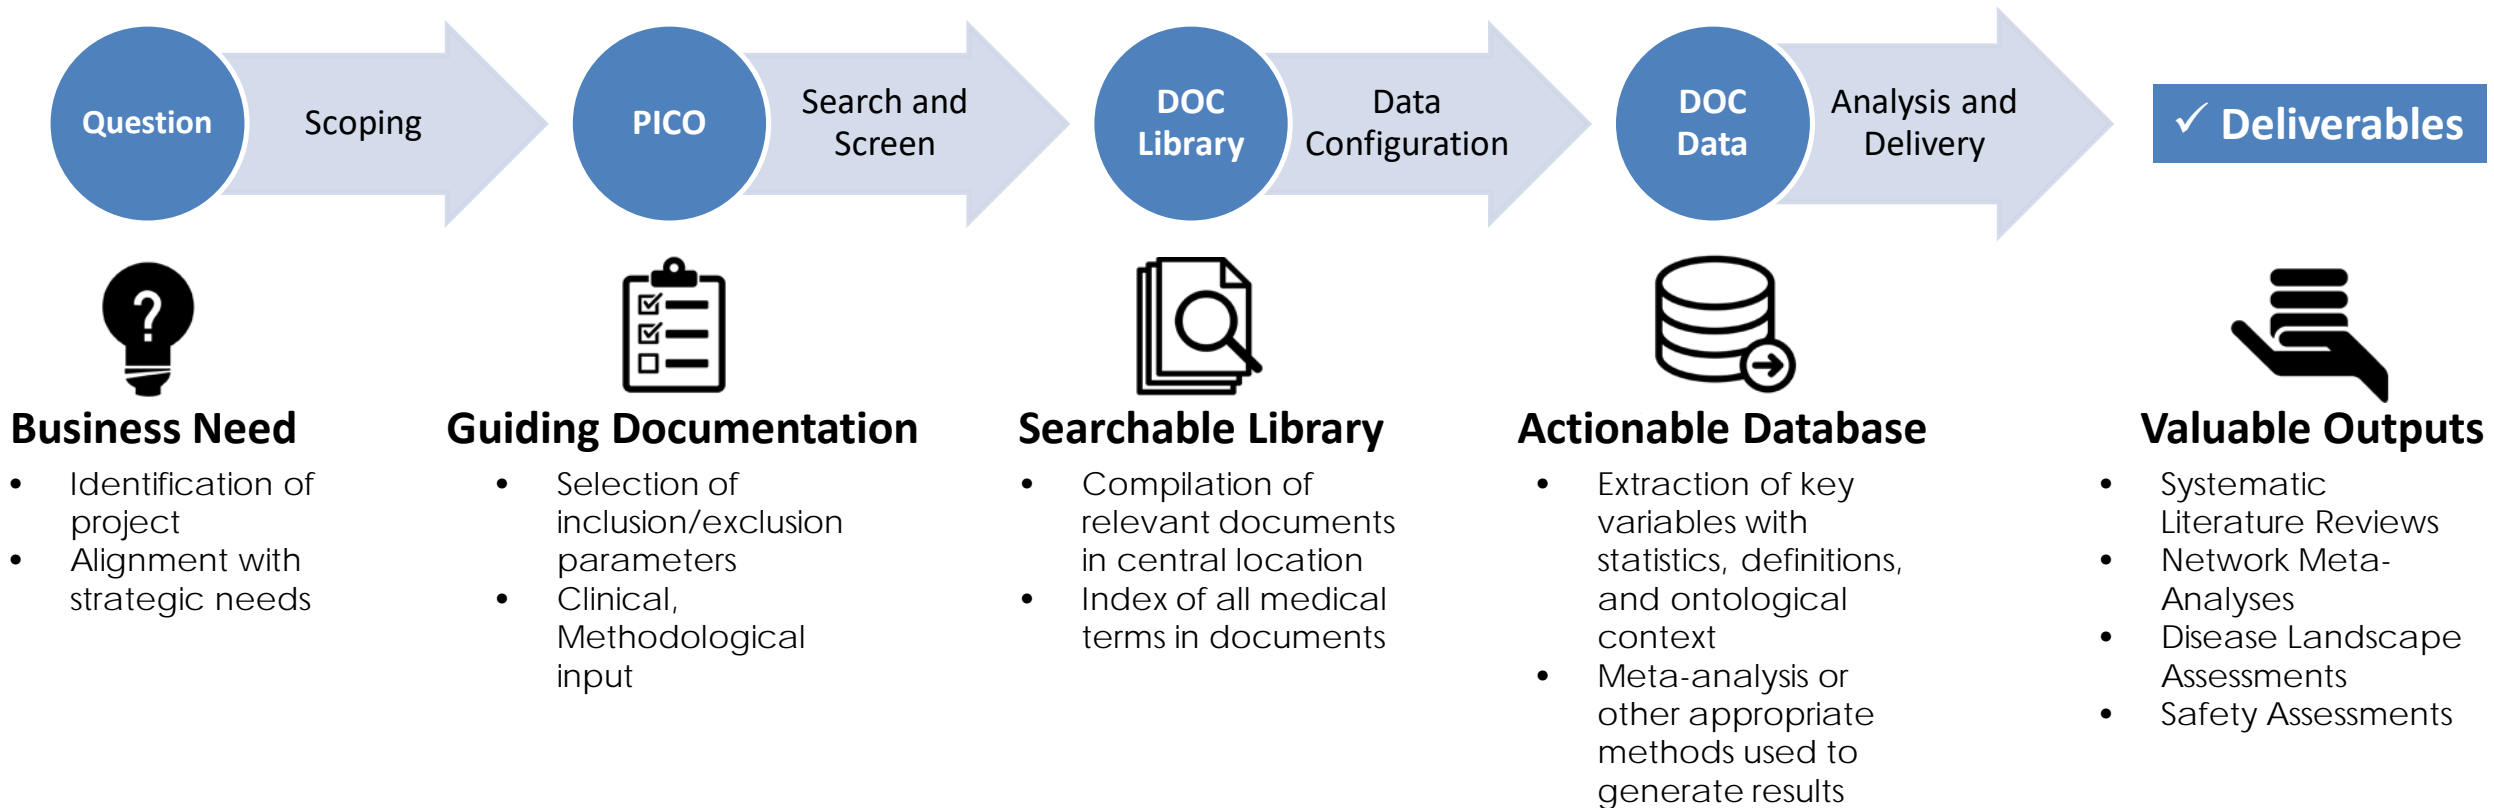 Question
Scoping
PICO
Search and
Screen
DOC
Library
Data
Configuration
DOC
Data
Analysis and
Delivery
✓ Deliverables
?
Business Need
• Identification of
project
• Alignment with
strategic needs
Guiding Documentation
• Selection of
inclusion/exclusion
parameters
• Clinical,
Methodological
input
Searchable Library
• Compilation of
relevant documents
in central location
• Index of all medical
terms in documents
Actionable Database
• Extraction of key
variables with
statistics, definitions,
and ontological
context
• Meta-analysis or
other appropriate
methods used to
generate results
Valuable Outputs
• Systematic
Literature Reviews
• Network Meta-
Analyses
• Disease Landscape
Assessments
• Safety Assessments